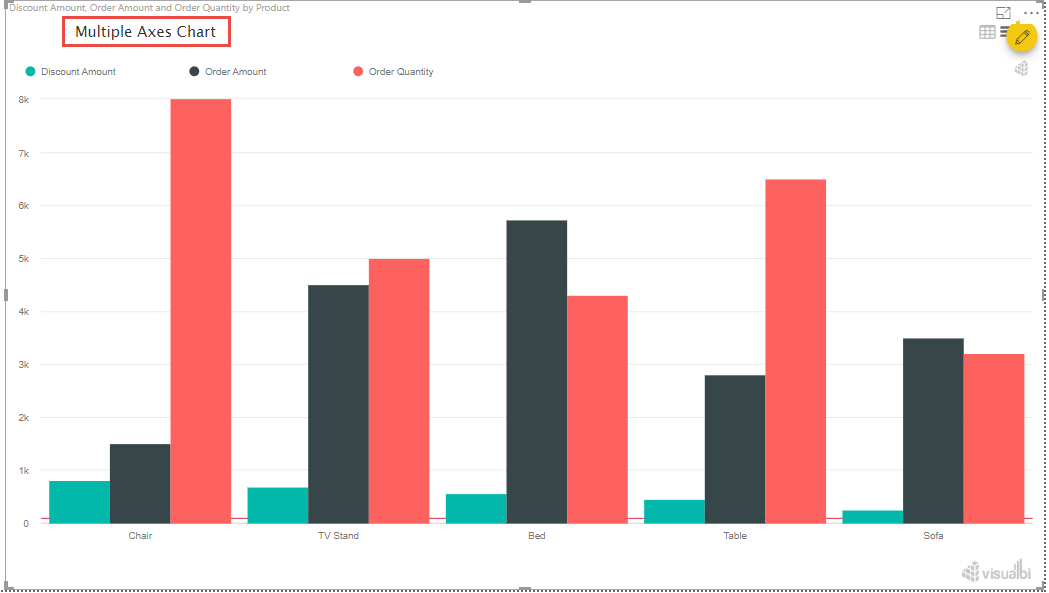 Discount Amount, Order Amount and Order Quantity by Product
Multiple Axes Chart
Discount Amount Order Amount Order Quantity
8k
7k
6k
5k
4k
3k
2k
1k
0
Chair TV Stand Bed Table Sofa
visualbi